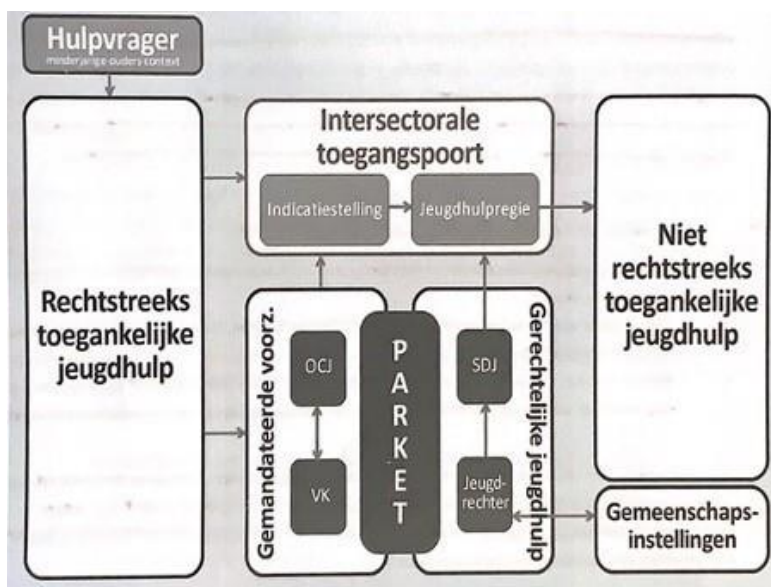 Hulpvrager
minderjarige-ouders-context
Rechtstreeks
toegankelijke
jeugdhulp
Intersectorale
toegangspoort
Indicatiestelling
Jeugdhulpregie
Gemandateerde voorz.
OCJ
VK
PARKET
SDJ
Jeugd-
rechter
Gerechtelijke jeugdhulp
Niet
rechtstreeks
toegankelijke
jeugdhulp
Gemeenschaps-
instellingen